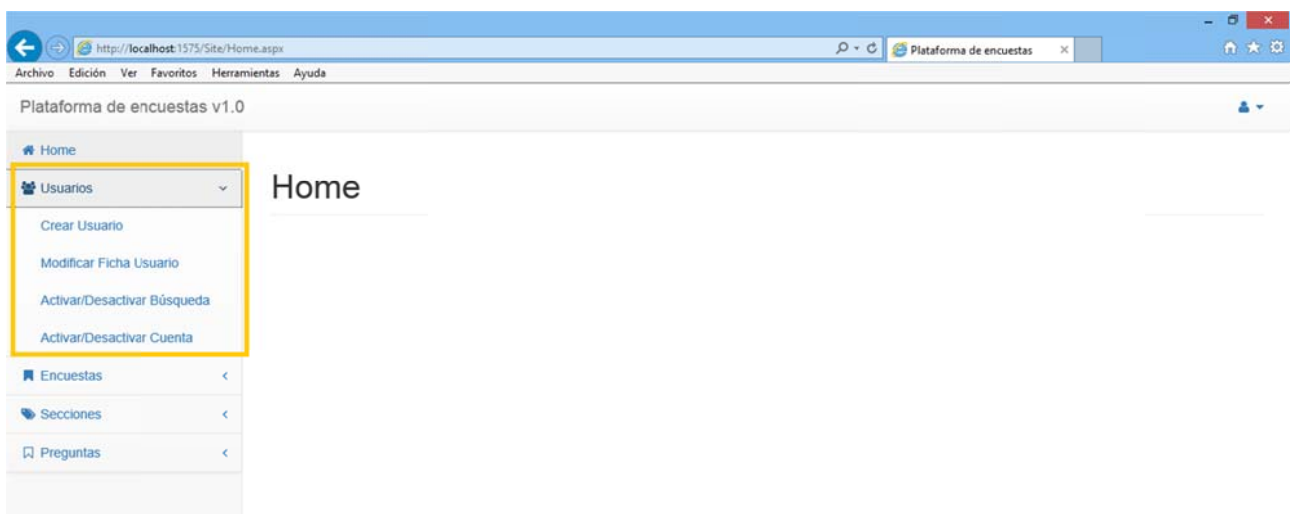 http://localhost:1575/Site/Home.aspx
Plataforma de encuestas
Archivo Edición Ver Favoritos Herramientas Ayuda
Plataforma de encuestas v1.0
Home
Usuarios
Home
Crear Usuario
Modificar Ficha Usuario
Activar/Desactivar Búsqueda
Activar/Desactivar Cuenta
Encuestas
Secciones
Preguntas